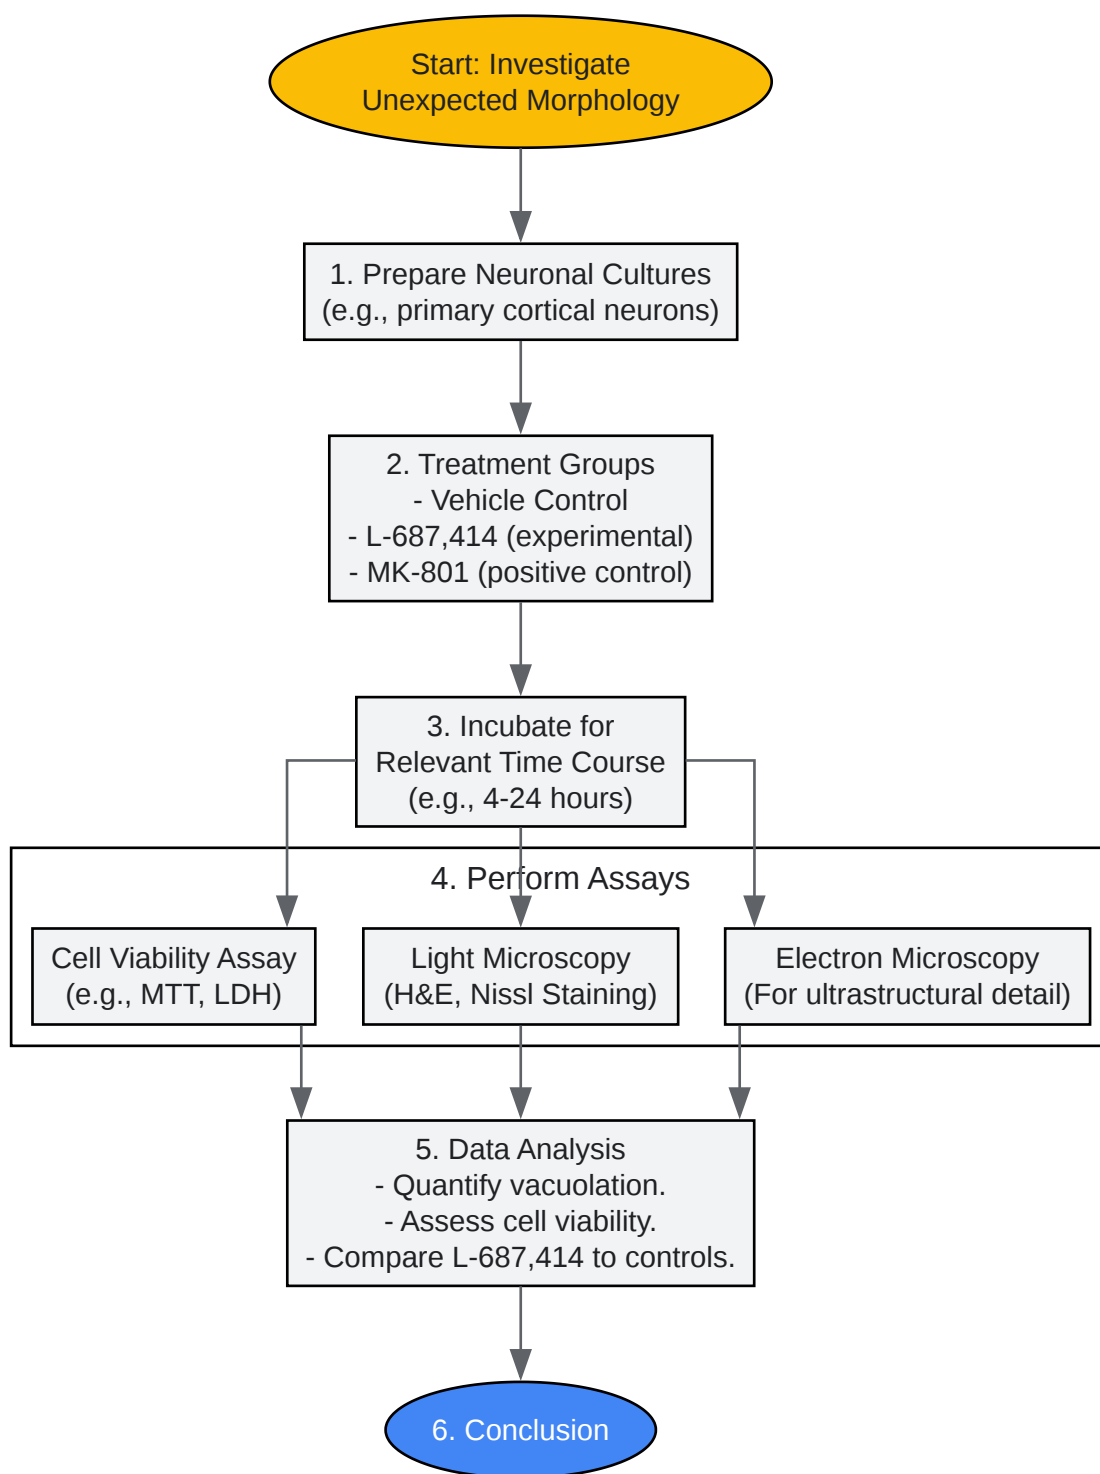 Start: Investigate
Unexpected Morphology
1. Prepare Neuronal Cultures
(e.g., primary cortical neurons)
2. Treatment Groups
- Vehicle Control
- L-687,414 (experimental)
- MK-801 (positive control)
3. Incubate for
Relevant Time Course
(e.g., 4-24 hours)
4. Perform Assays
Cell Viability Assay
(e.g., MTT, LDH)
Light Microscopy
(H&E, Nissl Staining)
Electron Microscopy
(For ultrastructural detail)
5. Data Analysis
- Quantify vacuolation.
- Assess cell viability.
- Compare L-687,414 to controls.
6. Conclusion